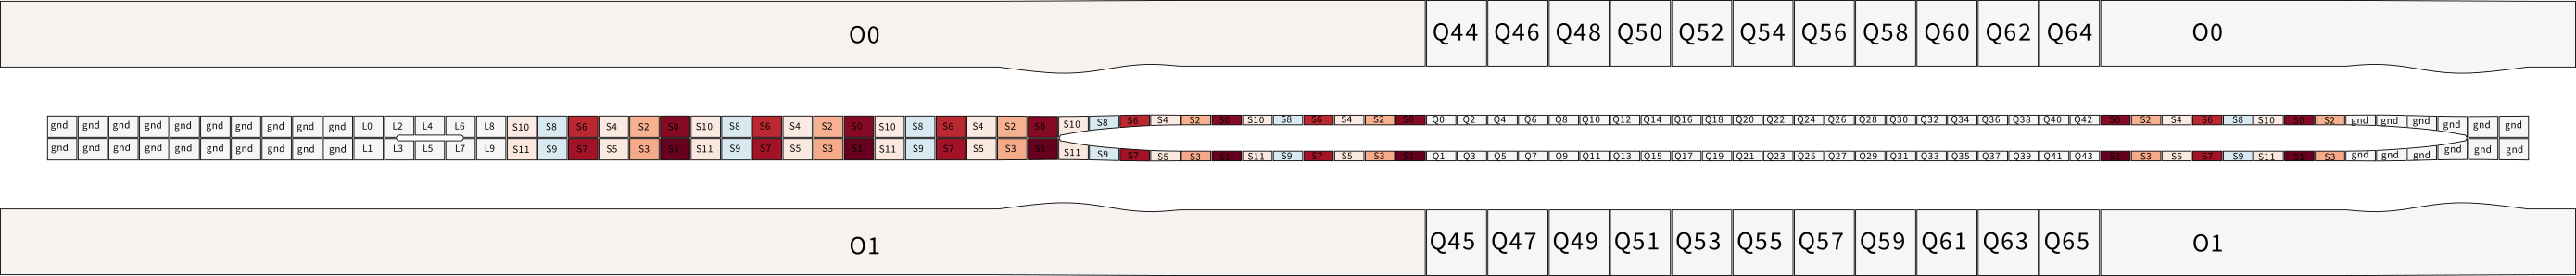 O0 Q44 Q46 Q48 Q50 Q52 Q54 Q56 Q58 Q60 Q62 Q64 O0
gnd gnd gnd gnd gnd gnd gnd gnd gnd gnd L0 L2 L4 L6 L8 S10 S8 S6 S4 S2 S0 S10 S8 S6 S4 S2 S0 S10 S8 S6 S4 S2 S0 S10 S8 S6 S4 S2 S0 S10 S8 S6 S4 S2 S0 Q0 Q2 Q4 Q6 Q8 Q10 Q12 Q14 Q16 Q18 Q20 Q22 Q24 Q26 Q28 Q30 Q32 Q34 Q36 Q38 Q40 Q42 S0 S2 S4 S6 S8 S10 S0 S2 gnd gnd gnd gnd gnd gnd
gnd gnd gnd gnd gnd gnd gnd gnd gnd gnd L1 L3 L5 L7 L9 S11 S9 S7 S5 S3 S1 S11 S9 S7 S5 S3 S1 S11 S9 S7 S5 S3 S1 S11 S9 S7 S5 S3 S1 S11 S9 S7 S5 S3 S1 Q1 Q3 Q5 Q7 Q9 Q11 Q13 Q15 Q17 Q19 Q21 Q23 Q25 Q27 Q29 Q31 Q33 Q35 Q37 Q39 Q41 Q43 S1 S3 S5 S7 S9 S11 S1 S3 gnd gnd gnd gnd gnd gnd
O1 Q45 Q47 Q49 Q51 Q53 Q55 Q57 Q59 Q61 Q63 Q65 O1